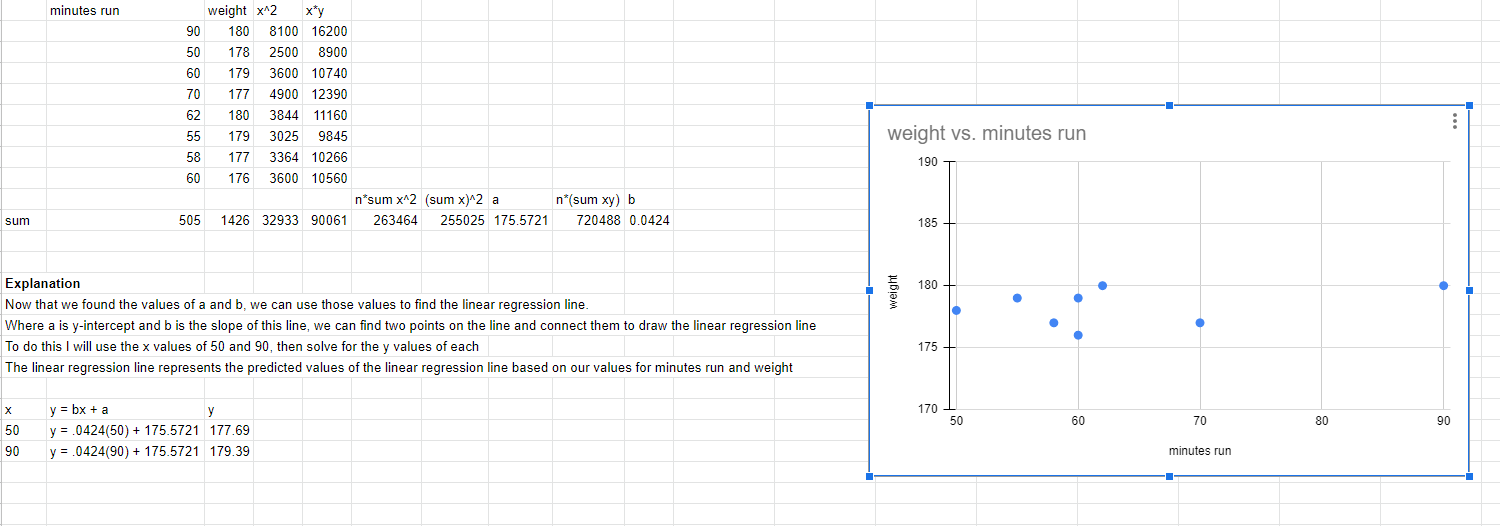 minutes run weight x^2 x*y
90 180 8100 16200
50 178 2500 8900
60 179 3600 10740
70 177 4900 12390
62 180 3844 11160
55 179 3025 9845
58 177 3364 10266
60 176 3600 10560
n*sum x^2 (sum x)^2 a n*(sum xy) b
sum 505 1426 32933 90061 263464 255025 175.5721 720488 0.0424
Explanation
Now that we found the values of a and b, we can use those values to find the linear regression line.
Where a is y-intercept and b is the slope of this line, we can find two points on the line and connect them to draw the linear regression line
To do this I will use the x values of 50 and 90, then solve for the y values of each
The linear regression line represents the predicted values of the linear regression line based on our values for minutes run and weight
x y = bx + a y
50 y = .0424(50) + 175.5721 177.69
90 y = .0424(90) + 175.5721 179.39
weight vs. minutes run
190
185
180
175
170
weight
50 60 70 80 90
minutes run